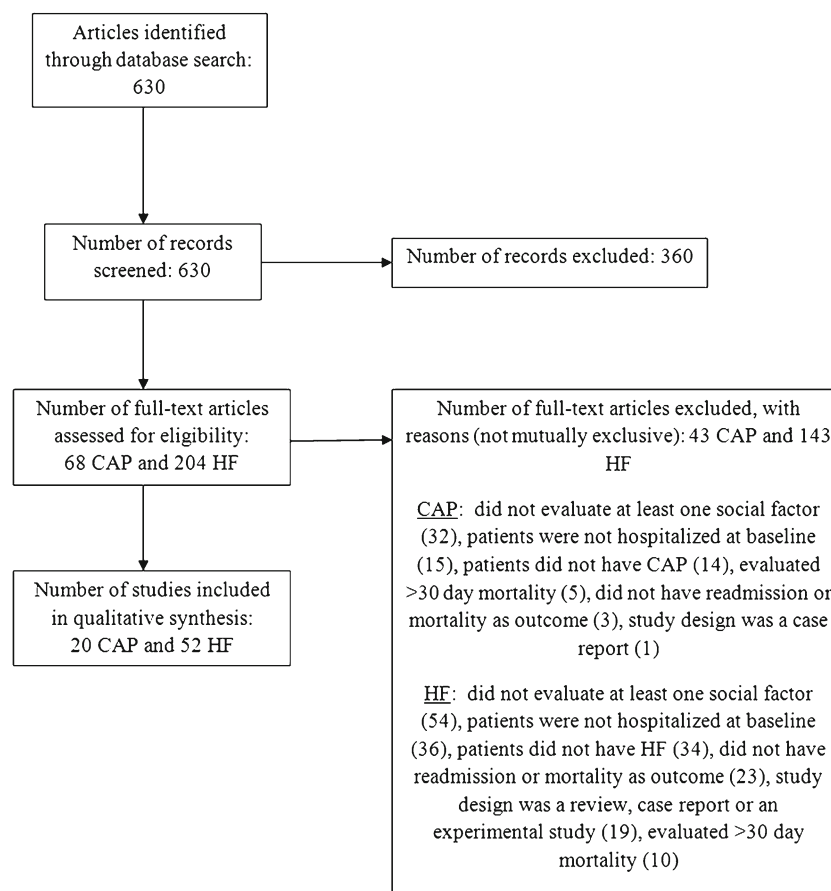 Articles identified
through database search:
630
Number of records
screened: 630
Number of records excluded: 360
Number of full-text articles
assessed for eligibility:
68 CAP and 204 HF
Number of full-text articles excluded, with
reasons (not mutually exclusive): 43 CAP and 143
HF
CAP:  did not evaluate at least one social factor
(32), patients were not hospitalized at baseline
(15), patients did not have CAP (14), evaluated
>30 day mortality (5), did not have readmission or
mortality as outcome (3), study design was a case
report (1)
HF:  did not evaluate at least one social factor
(54), patients were not hospitalized at baseline
(36), patients did not have HF (34), did not have
readmission or mortality as outcome (23), study
design was a review, case report or an
experimental study (19), evaluated >30 day
mortality (10)
Number of studies included
in qualitative synthesis:
20 CAP and 52 HF